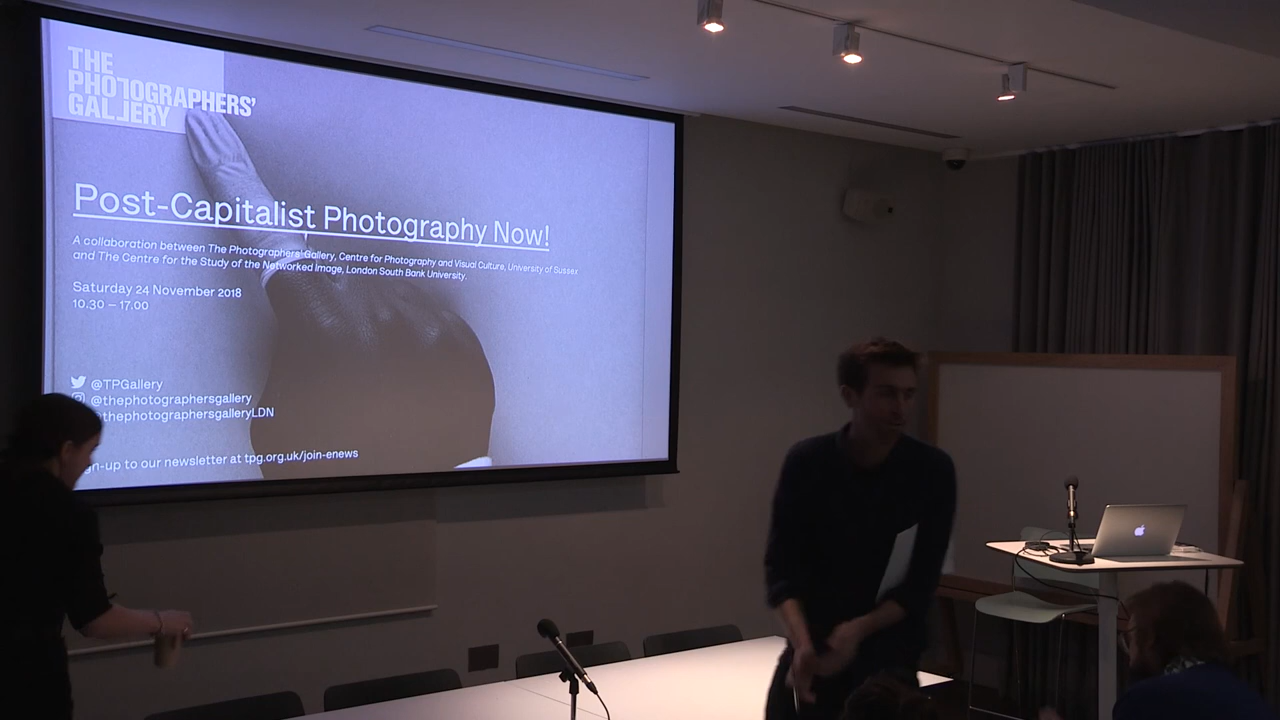 THE
PHOTOGRAPHERS'
GALLERY
Post-Capitalist Photography Now!
A collaboration between The Photographers' Gallery, Centre for Photography and Visual Culture, University of Sussex
and The Centre for the Study of the Networked Image, London South Bank University.
Saturday 24 November 2018
10.30 – 17.00
@TPGallery
@thephotographersgallery
thephotographersgalleryLDN
n-up to our newsletter at tpg.org.uk/join-enews